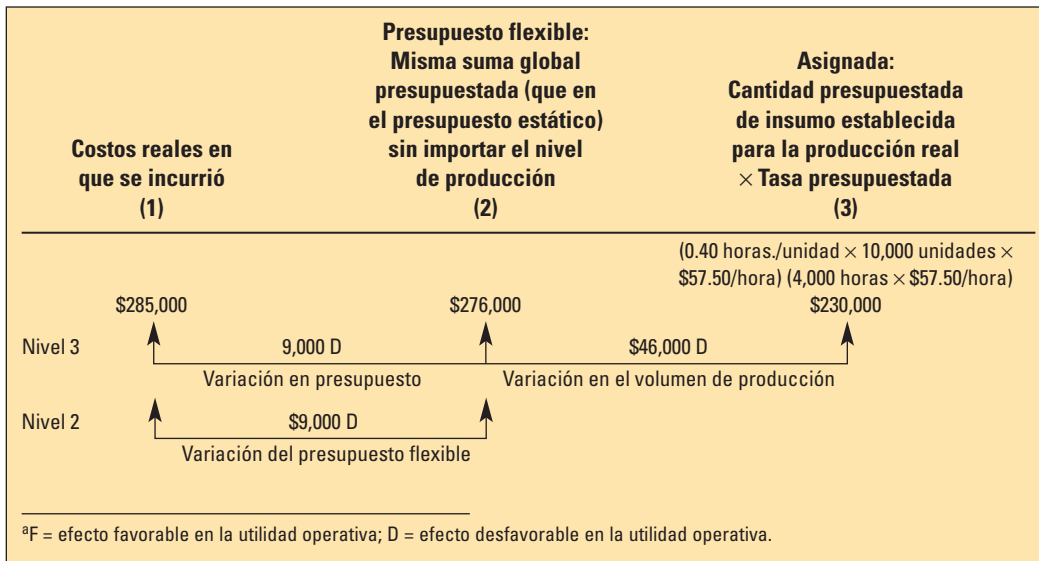 Costos reales en
que se incurrió
(1)
Presupuesto flexible:
Misma suma global
presupuestada (que en
el presupuesto estático)
sin importar el nivel
de producción
(2)
Asignada:
Cantidad presupuestada
de insumo establecida
para la producción real
× Tasa presupuestada
(3)
(0.40 horas./unidad × 10,000 unidades ×
$57.50/hora) (4,000 horas × $57.50/hora)
$285,000 $276,000 $230,000
Nivel 3 9,000 D $46,000 D
Variación en presupuesto Variación en el volumen de producción
Nivel 2 $9,000 D
Variación del presupuesto flexible
ªF = efecto favorable en la utilidad operativa; D = efecto desfavorable en la utilidad operativa.